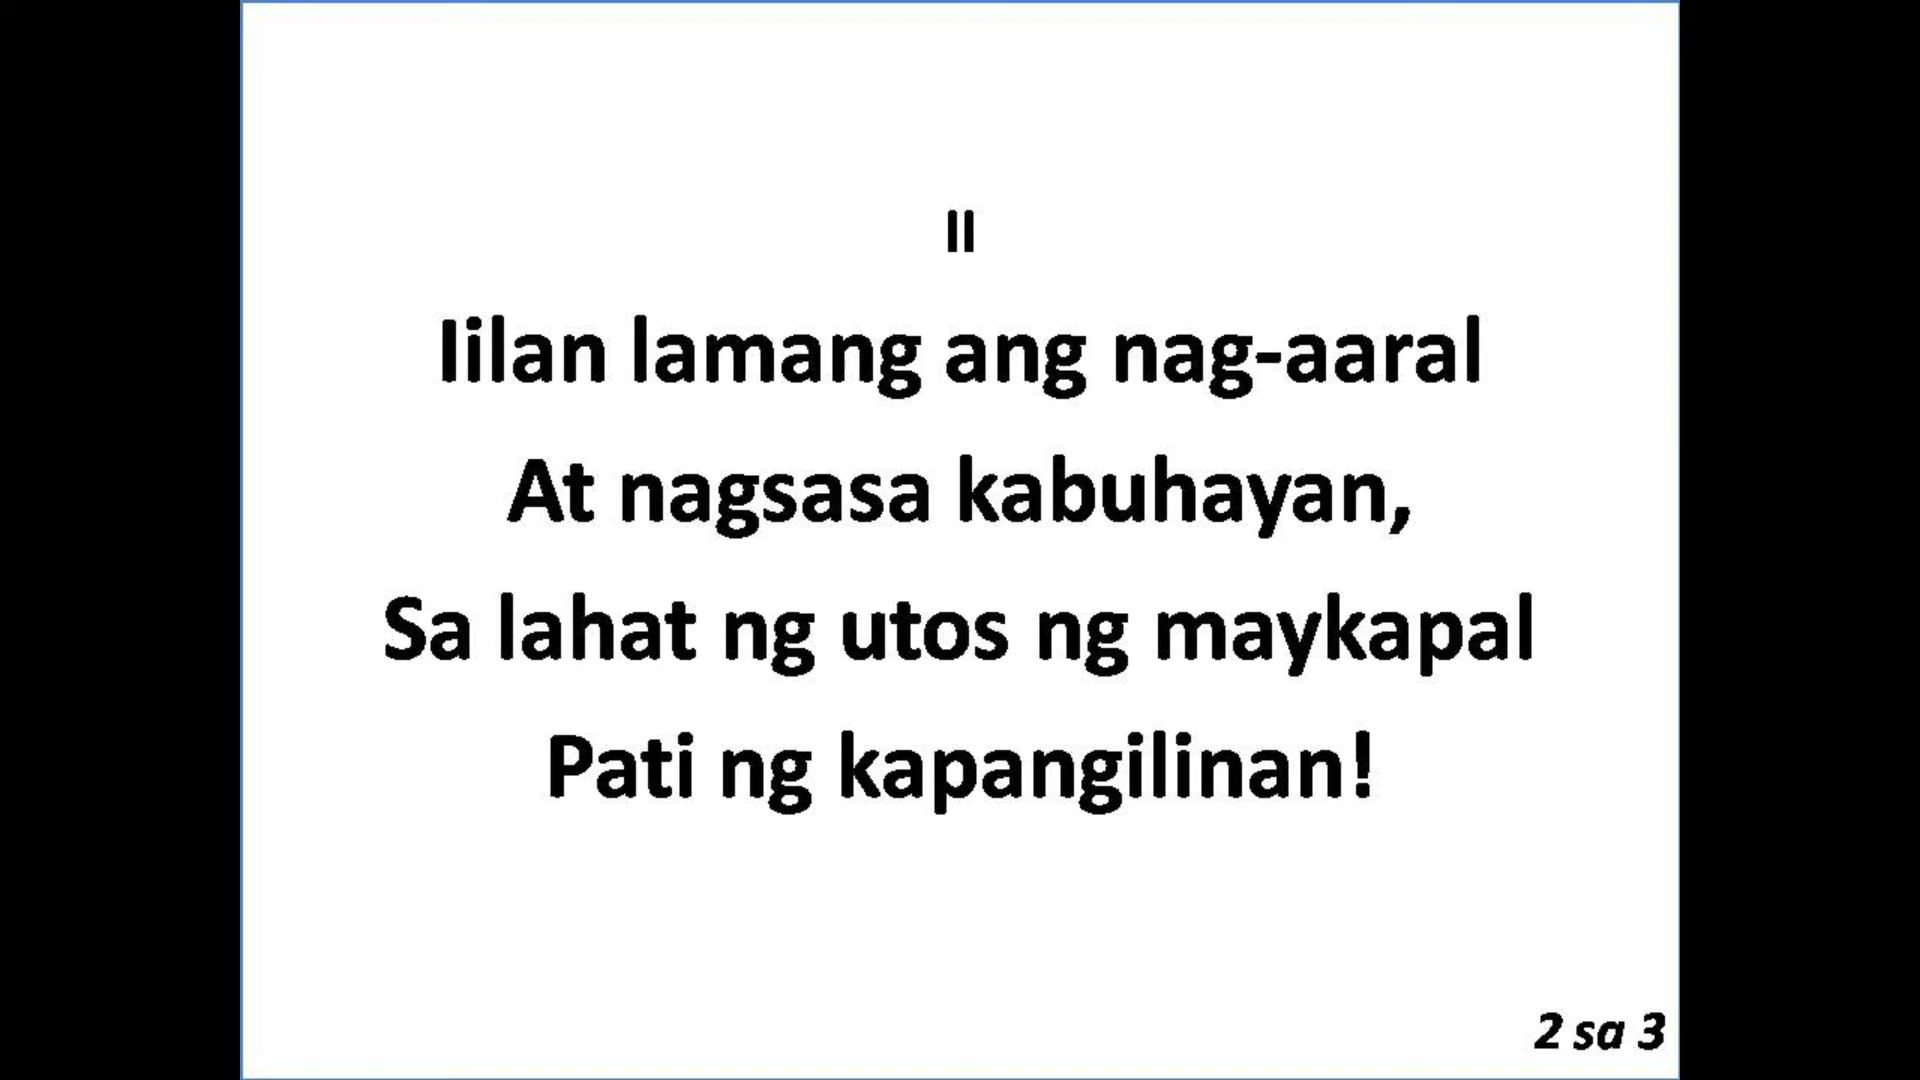 II
Iilan lamang ang nag-aaral
At nagsasa kabuhayan,
Sa lahat ng utos ng maykapal
Pati ng kapangilinan!
2 sa 3